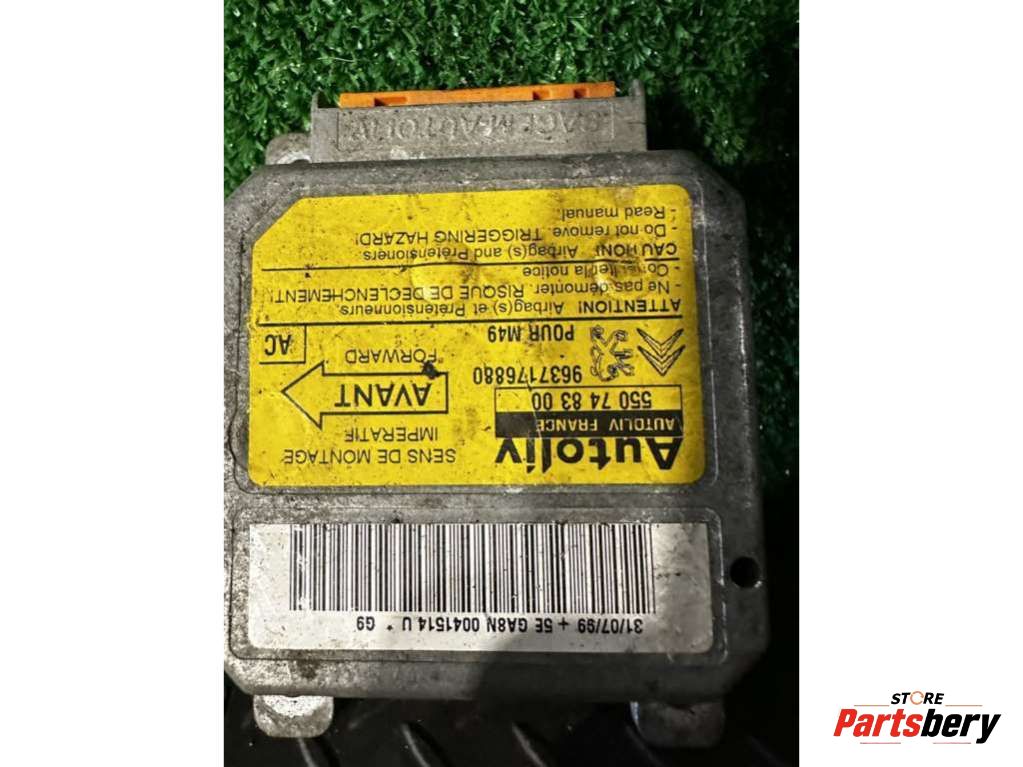 31/07/99 + 5E GA8N 0041514 U * G9
Autoliv
AUTOLIV FRANCE
550 74 83 00
9637176880
POUR M49
SENS DE MONTAGE
IMPERATIF
AVANT
FORWARD
AC
ATTENTION! Airbag(s) et Prétensionneurs.
- Ne pas démonter. RISQUE DE DECLENCHEMENT!
- Consulter la notice
CAUTION! Airbag(s) and Pretensioners.
- Do not remove. TRIGGERING HAZARD!
- Read manual.
SAGEM-AUTOLIV
STORE
Partsbery